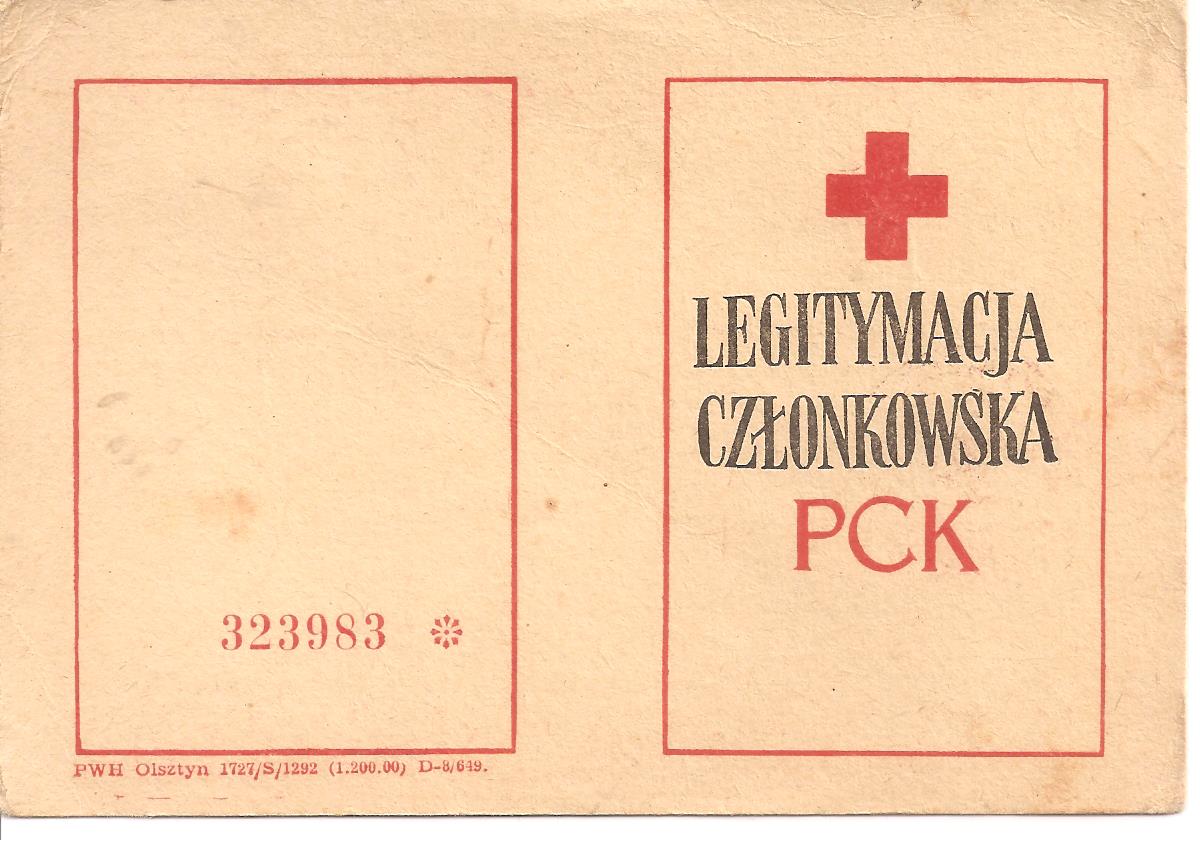 323983
PWH Olsztyn 1727/S/1292 (1.200.00) D-8/649.
LEGITYMACJA
CZŁONKOWSKA
PCK